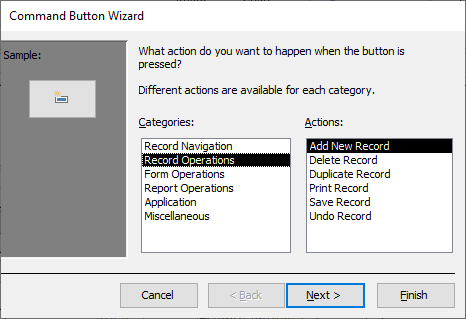 Command Button Wizard
Sample:
What action do you want to happen when the button is
pressed?
Different actions are available for each category.
Categories:
Actions:
Record Navigation
Record Operations
Form Operations
Report Operations
Application
Miscellaneous
Add New Record
Delete Record
Duplicate Record
Print Record
Save Record
Undo Record
Cancel
< Back
Next >
Finish